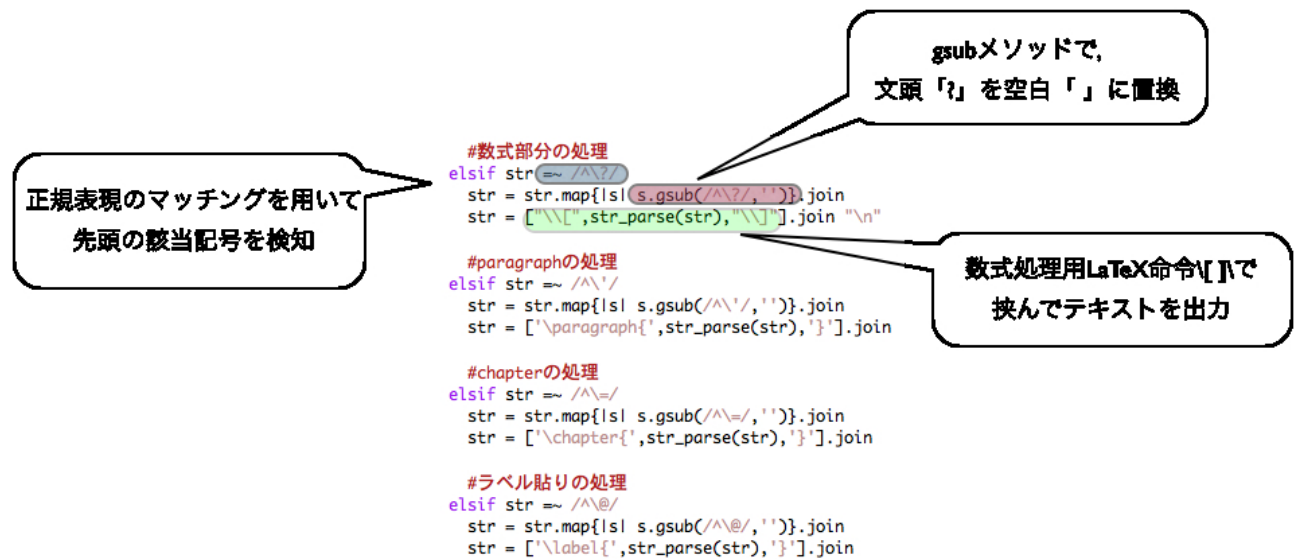 gsubメソッドで,
文頭「?」を空白「 」に置換
正規表現のマッチングを用いて
先頭の該当記号を検知
#数式部分の処理
elsif str =~ /^\?/
str = str.map{|s| s.gsub(/^\?/,'')}.join
str = ["\\[",str_parse(str),"\\]"].join "\n"
数式処理用LaTeX命令\[ ]\で
挟んでテキストを出力
#paragraphの処理
elsif str =~ /^\'/
str = str.map{|s| s.gsub(/^\'/,'')}.join
str = ['\paragraph{',str_parse(str),'}'].join
#chapterの処理
elsif str =~ /^\=/
str = str.map{|s| s.gsub(/^\=/,'')}.join
str = ['\chapter{',str_parse(str),'}'].join
#ラベル貼りの処理
elsif str =~ /^\@/
str = str.map{|s| s.gsub(/^\@/,'')}.join
str = ['\label{',str_parse(str),'}'].join